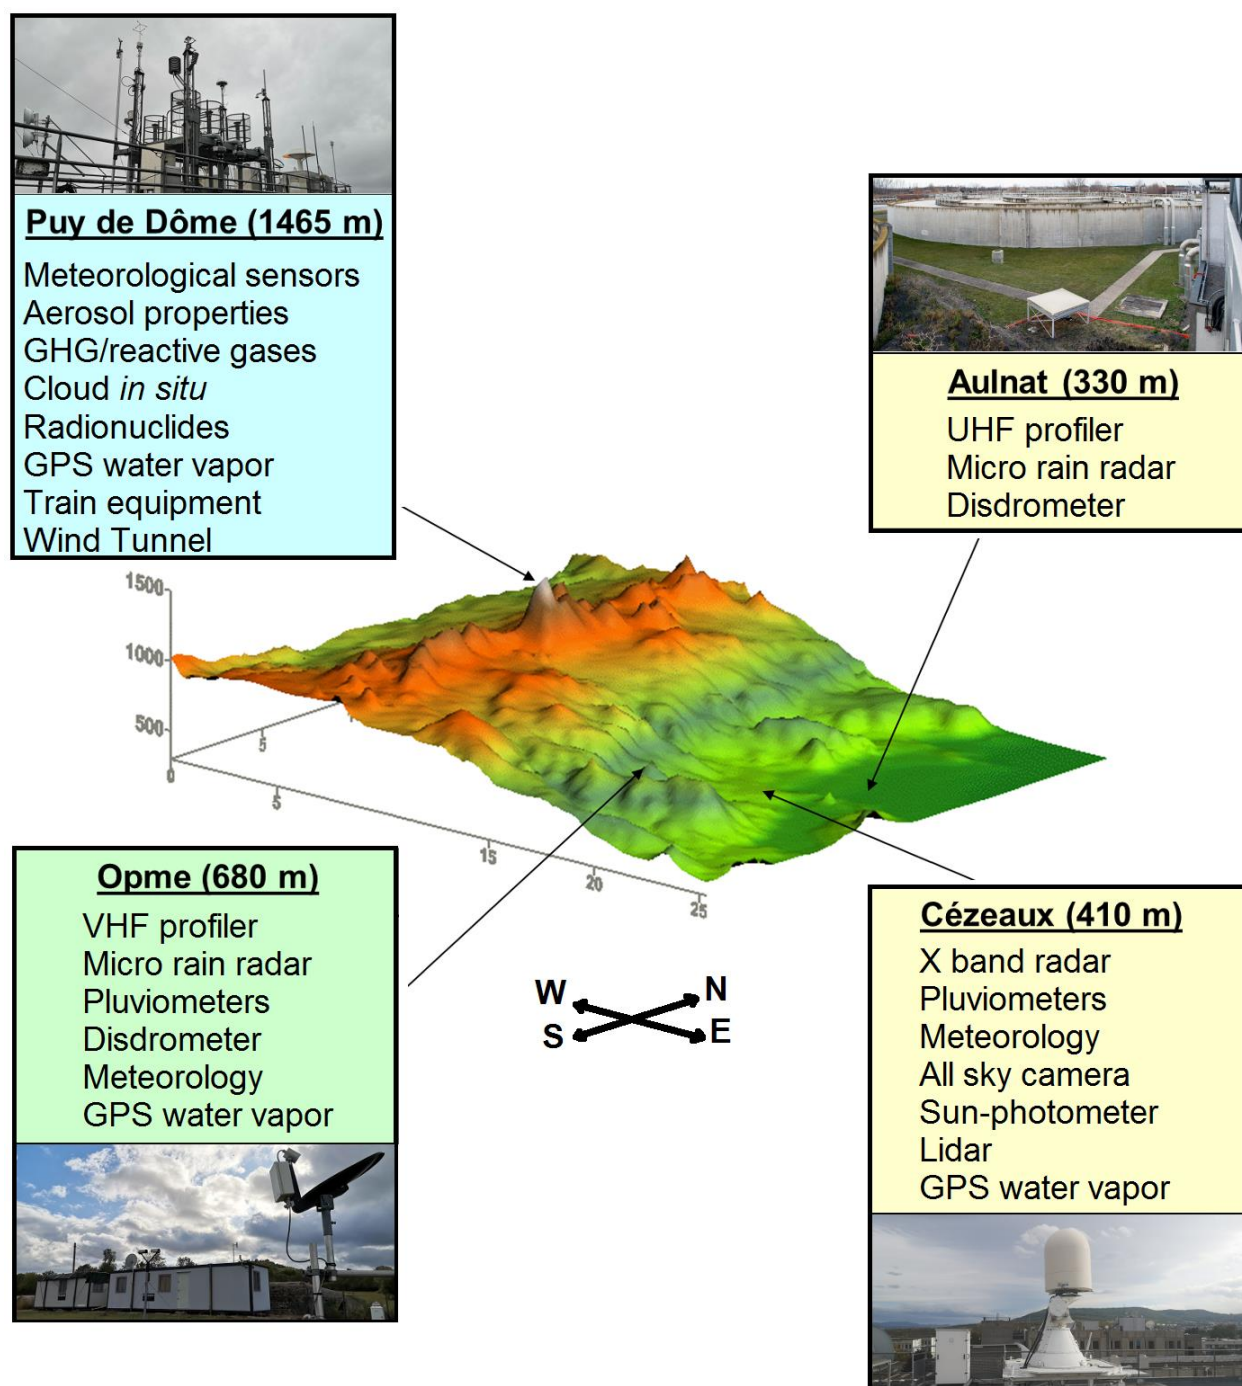 Puy de Dôme (1465 m)
Meteorological sensors
Aerosol properties
GHG/reactive gases
Cloud in situ
Radionuclides
GPS water vapor
Train equipment
Wind Tunnel
Aulnat (330 m)
UHF profiler
Micro rain radar
Disdrometer
1500
1000
500
0
5
5
15
20
25
Opme (680 m)
VHF profiler
Micro rain radar
Pluviometers
Disdrometer
Meteorology
GPS water vapor
W
N
S
E
Cézeaux (410 m)
X band radar
Pluviometers
Meteorology
All sky camera
Sun-photometer
Lidar
GPS water vapor